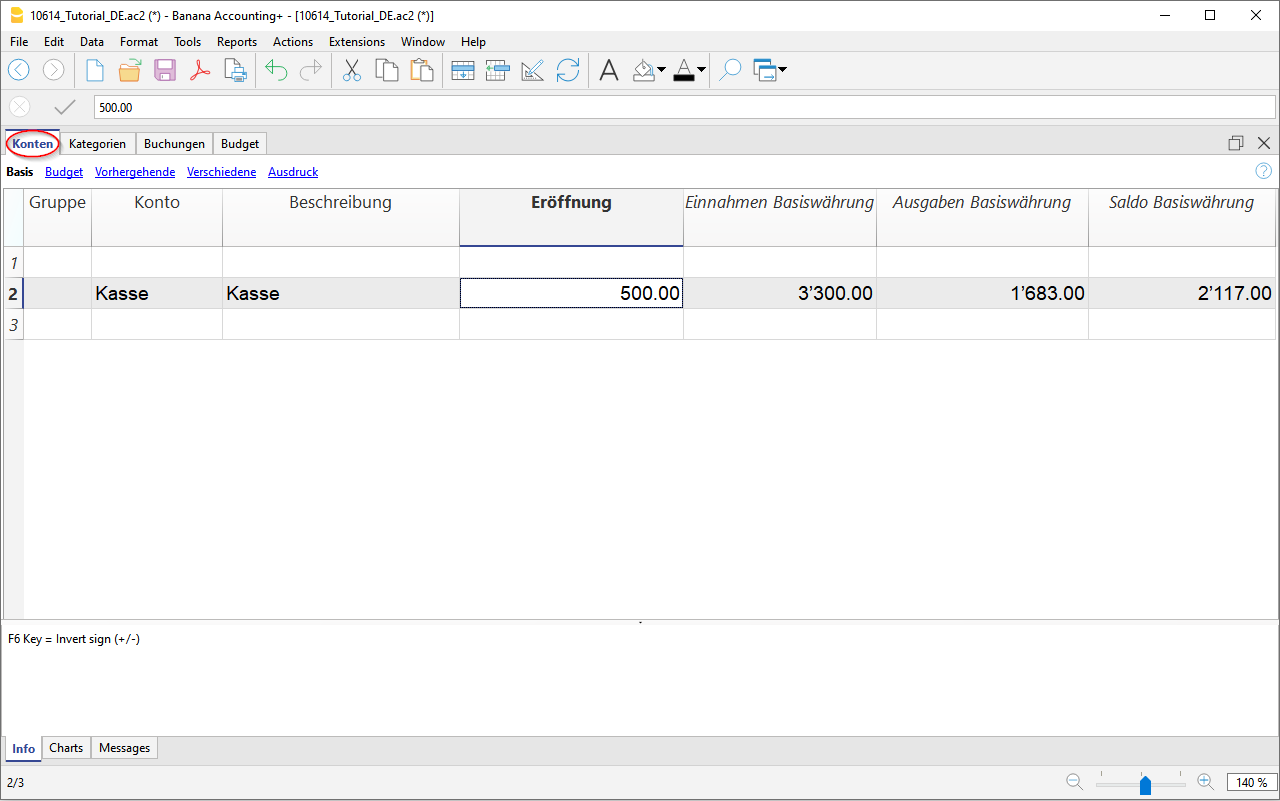 10614_Tutorial_DE.ac2 (*) - Banana Accounting+ - [10614_Tutorial_DE.ac2 (*)]
File Edit Data Format Tools Reports Actions Extensions Window Help
500.00
Konten Kategorien Buchungen Budget
Basis Budget Vorhergehende Verschiedene Ausdruck
Gruppe Konto Beschreibung Eröffnung Einnahmen Basiswährung Ausgaben Basiswährung Saldo Basiswährung
1
2 Kasse Kasse 500.00 3’300.00 1’683.00 2’117.00
3
F6 Key = Invert sign (+/-)
Info Charts Messages
2/3 140 %